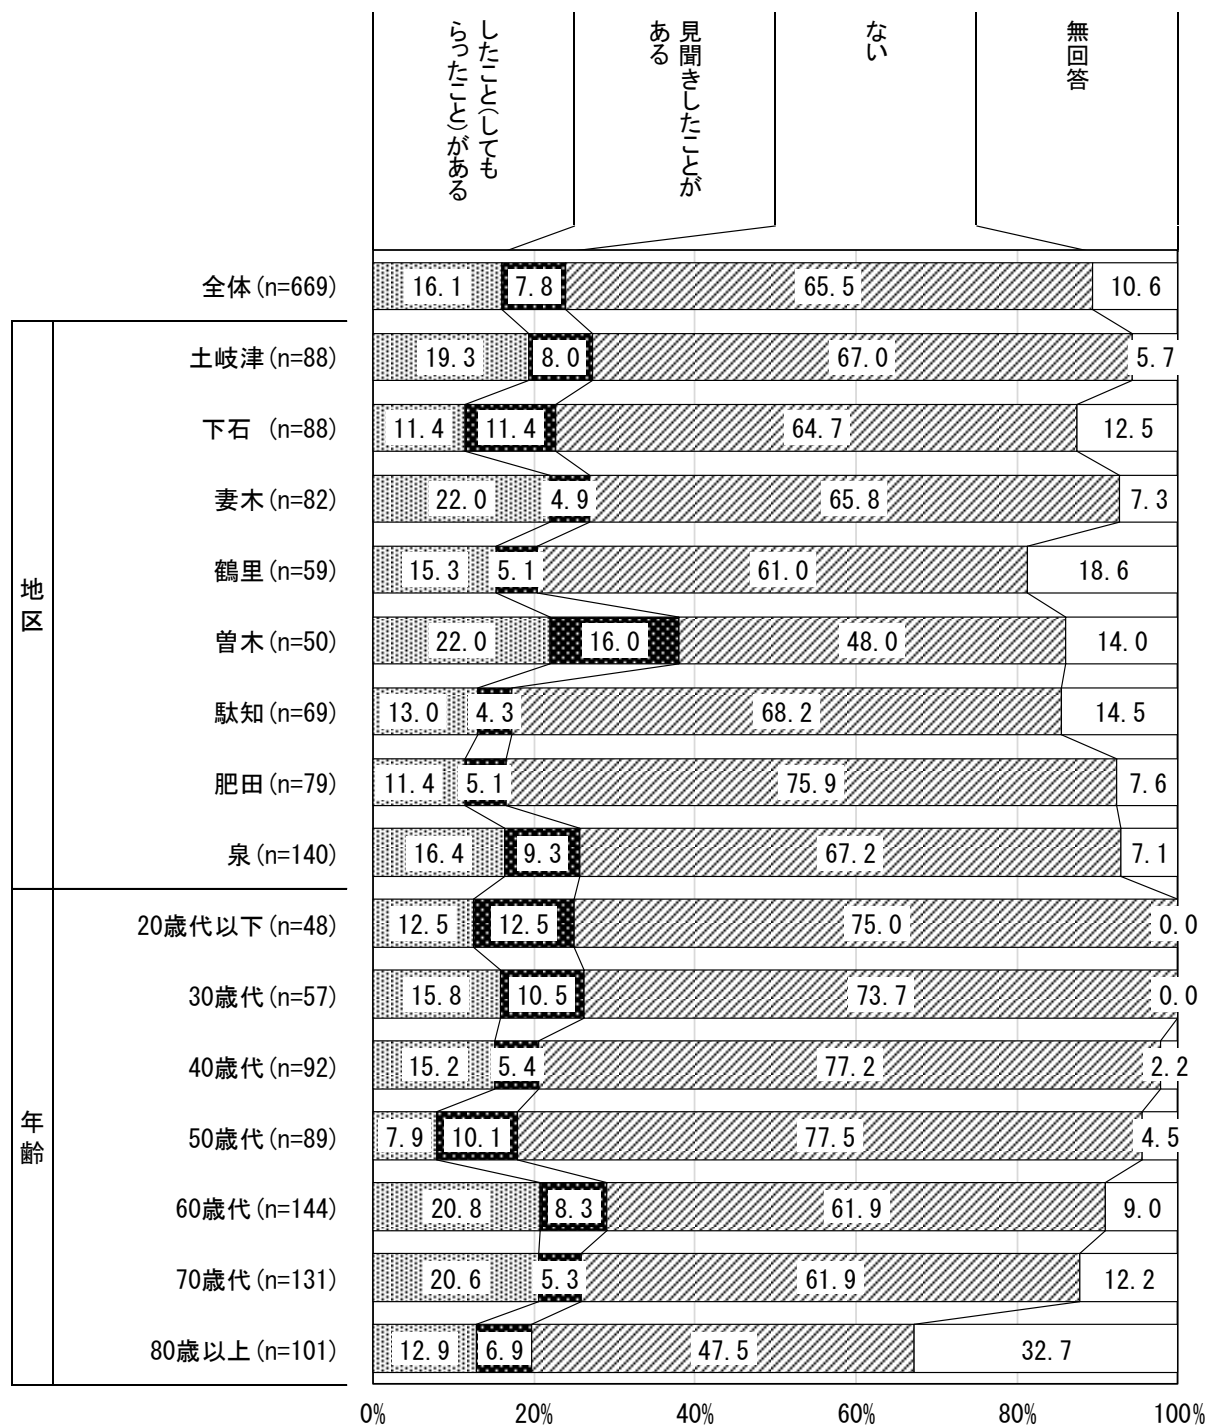 したこと（しても
らったこと）がある
見聞きしたことが
ある
ない
無回答
全体(n=669) 16.1 7.8 65.5 10.6
地区
土岐津(n=88) 19.3 8.0 67.0 5.7
下石 (n=88) 11.4 11.4 64.7 12.5
妻木(n=82) 22.0 4.9 65.8 7.3
鶴里(n=59) 15.3 5.1 61.0 18.6
曽木(n=50) 22.0 16.0 48.0 14.0
駄知(n=69) 13.0 4.3 68.2 14.5
肥田(n=79) 11.4 5.1 75.9 7.6
泉(n=140) 16.4 9.3 67.2 7.1
年齢
20歳代以下(n=48) 12.5 12.5 75.0 0.0
30歳代(n=57) 15.8 10.5 73.7 0.0
40歳代(n=92) 15.2 5.4 77.2 2.2
50歳代(n=89) 7.9 10.1 77.5 4.5
60歳代(n=144) 20.8 8.3 61.9 9.0
70歳代(n=131) 20.6 5.3 61.9 12.2
80歳以上(n=101) 12.9 6.9 47.5 32.7
0% 20% 40% 60% 80% 100%